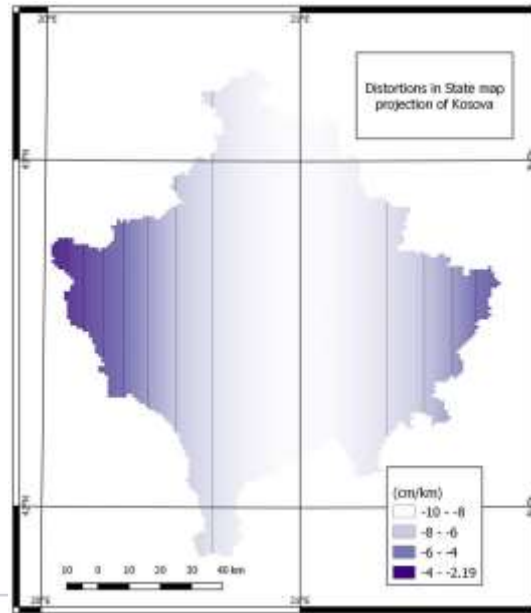 Distortions in State map
projection of Kosova
(cm/km)
-10 - -8
-8 - -6
-6 - -4
-4 - -2.19
10 0 10 20 30 40 km
42°N